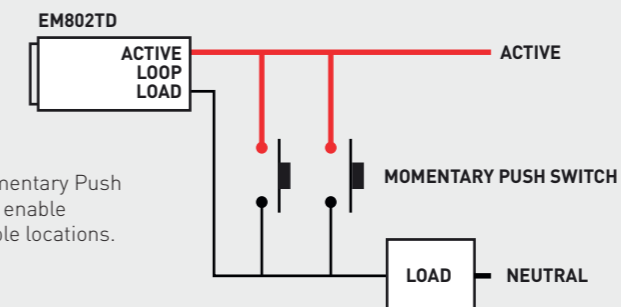 EM802TD
ACTIVE
LOOP
LOAD
ACTIVE
MOMENTARY PUSH SWITCH
mentary Push
enable
ple locations.
LOAD
NEUTRAL